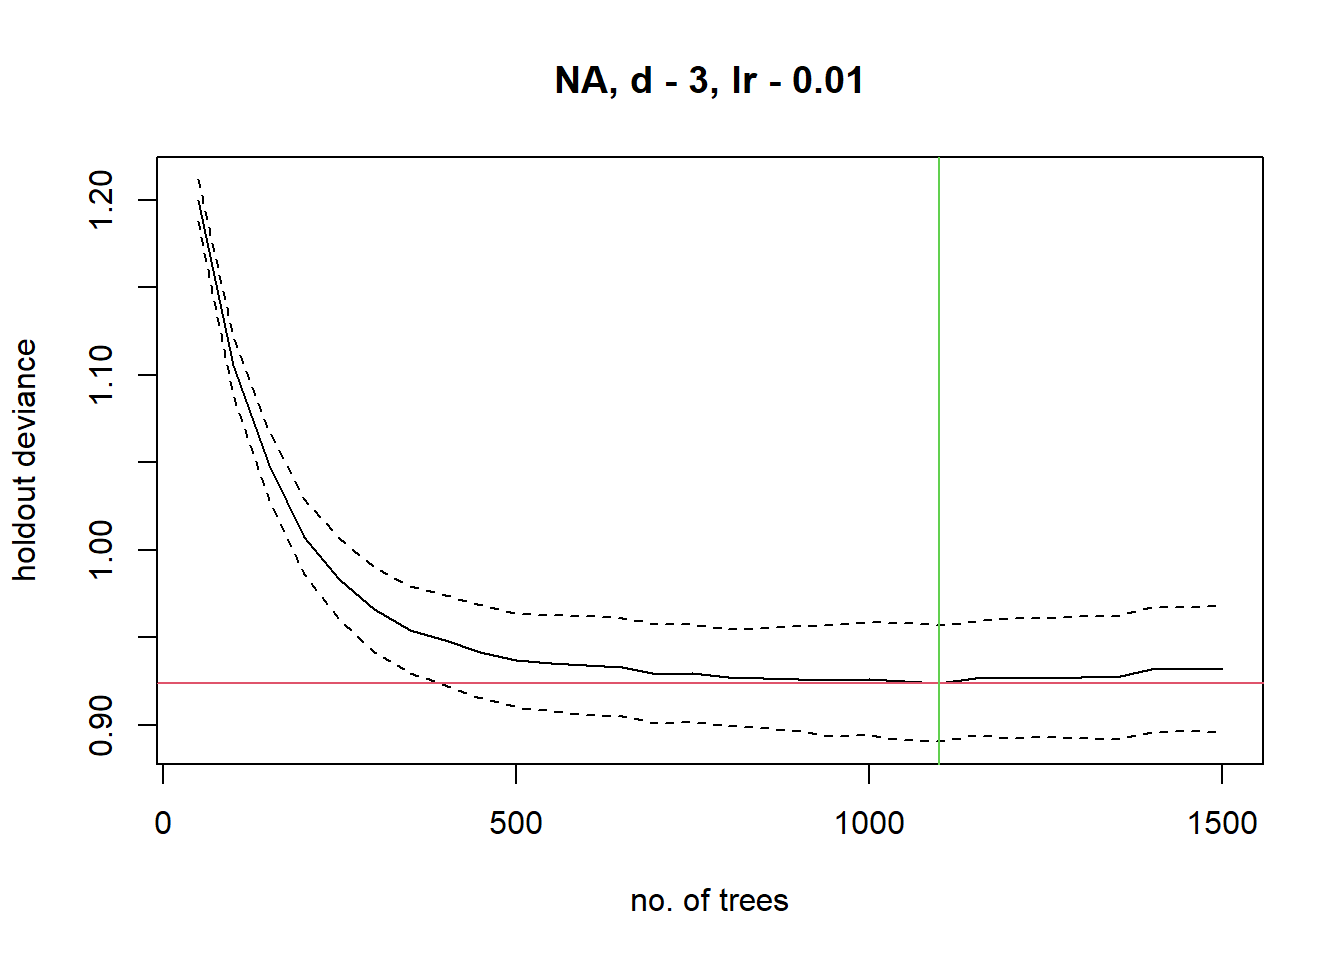 NA, d - 3, lr - 0.01
holdout deviance
1.20
1.10
1.00
0.90
0
500
1000
1500
no. of trees